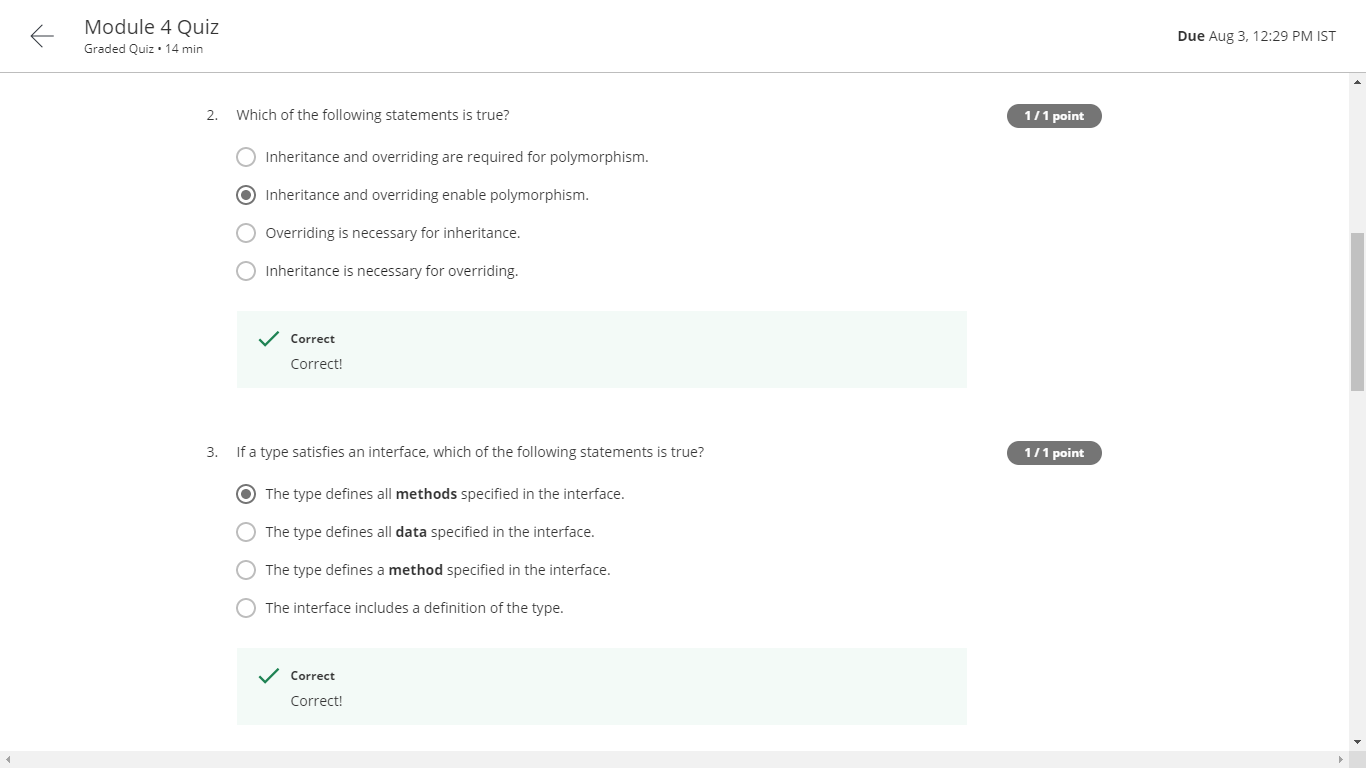 Module 4 Quiz
Graded Quiz • 14 min
Due Aug 3, 12:29 PM IST
2. Which of the following statements is true?
1 / 1 point
Inheritance and overriding are required for polymorphism.
Inheritance and overriding enable polymorphism.
Overriding is necessary for inheritance.
Inheritance is necessary for overriding.
Correct
Correct!
3. If a type satisfies an interface, which of the following statements is true?
1 / 1 point
The type defines all methods specified in the interface.
The type defines all data specified in the interface.
The type defines a method specified in the interface.
The interface includes a definition of the type.
Correct
Correct!